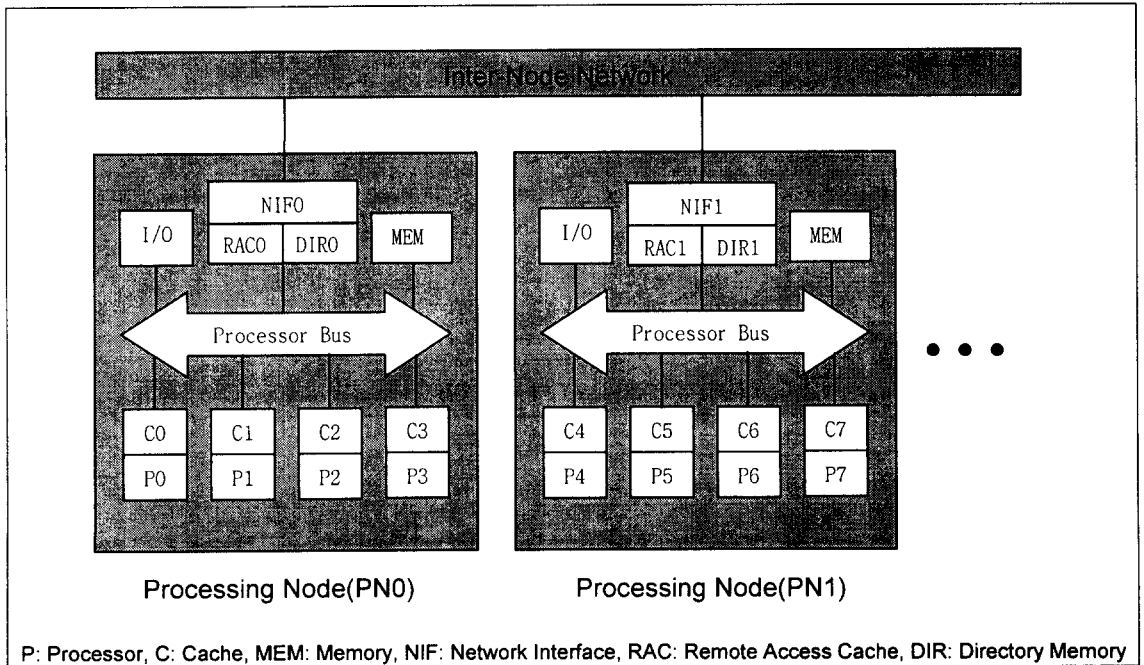 Inter-Node Network
NIF0
RAC0 DIR0
I/O
MEM
Processor Bus
C0 C1 C2 C3
P0 P1 P2 P3
Processing Node(PN0)
NIF1
RAC1 DIR1
I/O
MEM
Processor Bus
C4 C5 C6 C7
P4 P5 P6 P7
Processing Node(PN1)
P: Processor, C: Cache, MEM: Memory, NIF: Network Interface, RAC: Remote Access Cache, DIR: Directory Memory